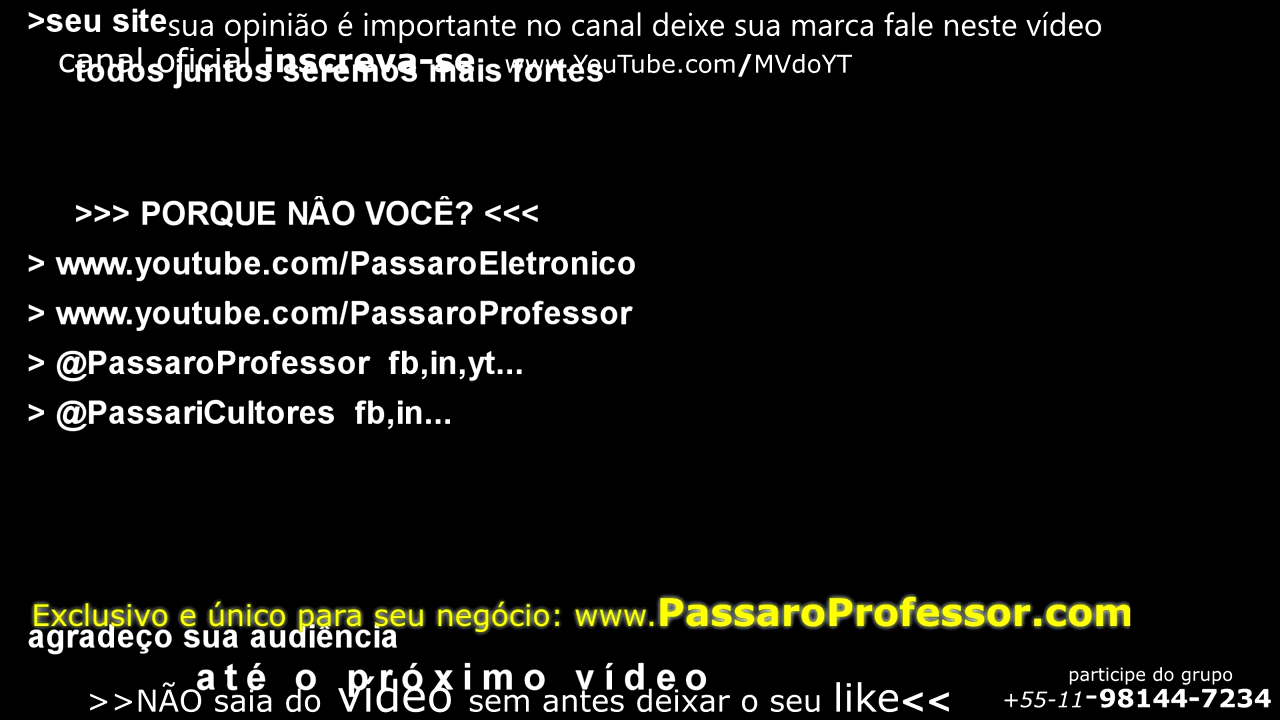 >seu site
sua opinião é importante no canal deixe sua marca fale neste vídeo
canal oficial inscreva-se www.YouTube.com/MVdoYT
todos juntos seremos mais fortes
>>> PORQUE NÃO VOCÊ? <<<
> www.youtube.com/PassaroEletronico
> www.youtube.com/PassaroProfessor
> @PassaroProfessor fb,in,yt...
> @PassariCultores fb,in...
Exclusivo e único para seu negócio: www.PassaroProfessor.com
agradeço sua audiência
até o próximo vídeo
>>NÃO saia do vídeo sem antes deixar o seu like<<
participe do grupo
+55-11-98144-7234